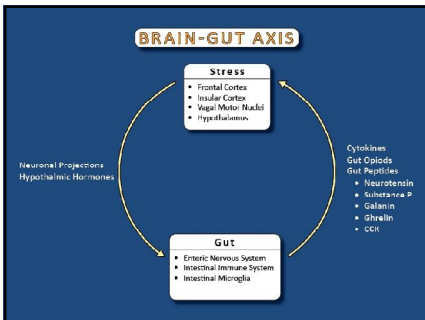 BRAIN-GUT AXIS
Stress
• Frontal Cortex
• Insular Cortex
• Vagal Motor Nuclei
• Hypothalamus
Neuronal Projections
Hypothalmic Hormones
Cytokines
Gut Opiods
Gut Peptides
• Neurotensin
• Substance P
• Galanin
• Ghrelin
• CCK
Gut
• Enteric Nervous System
• Intestinal Immune System
• Intestinal Microglia